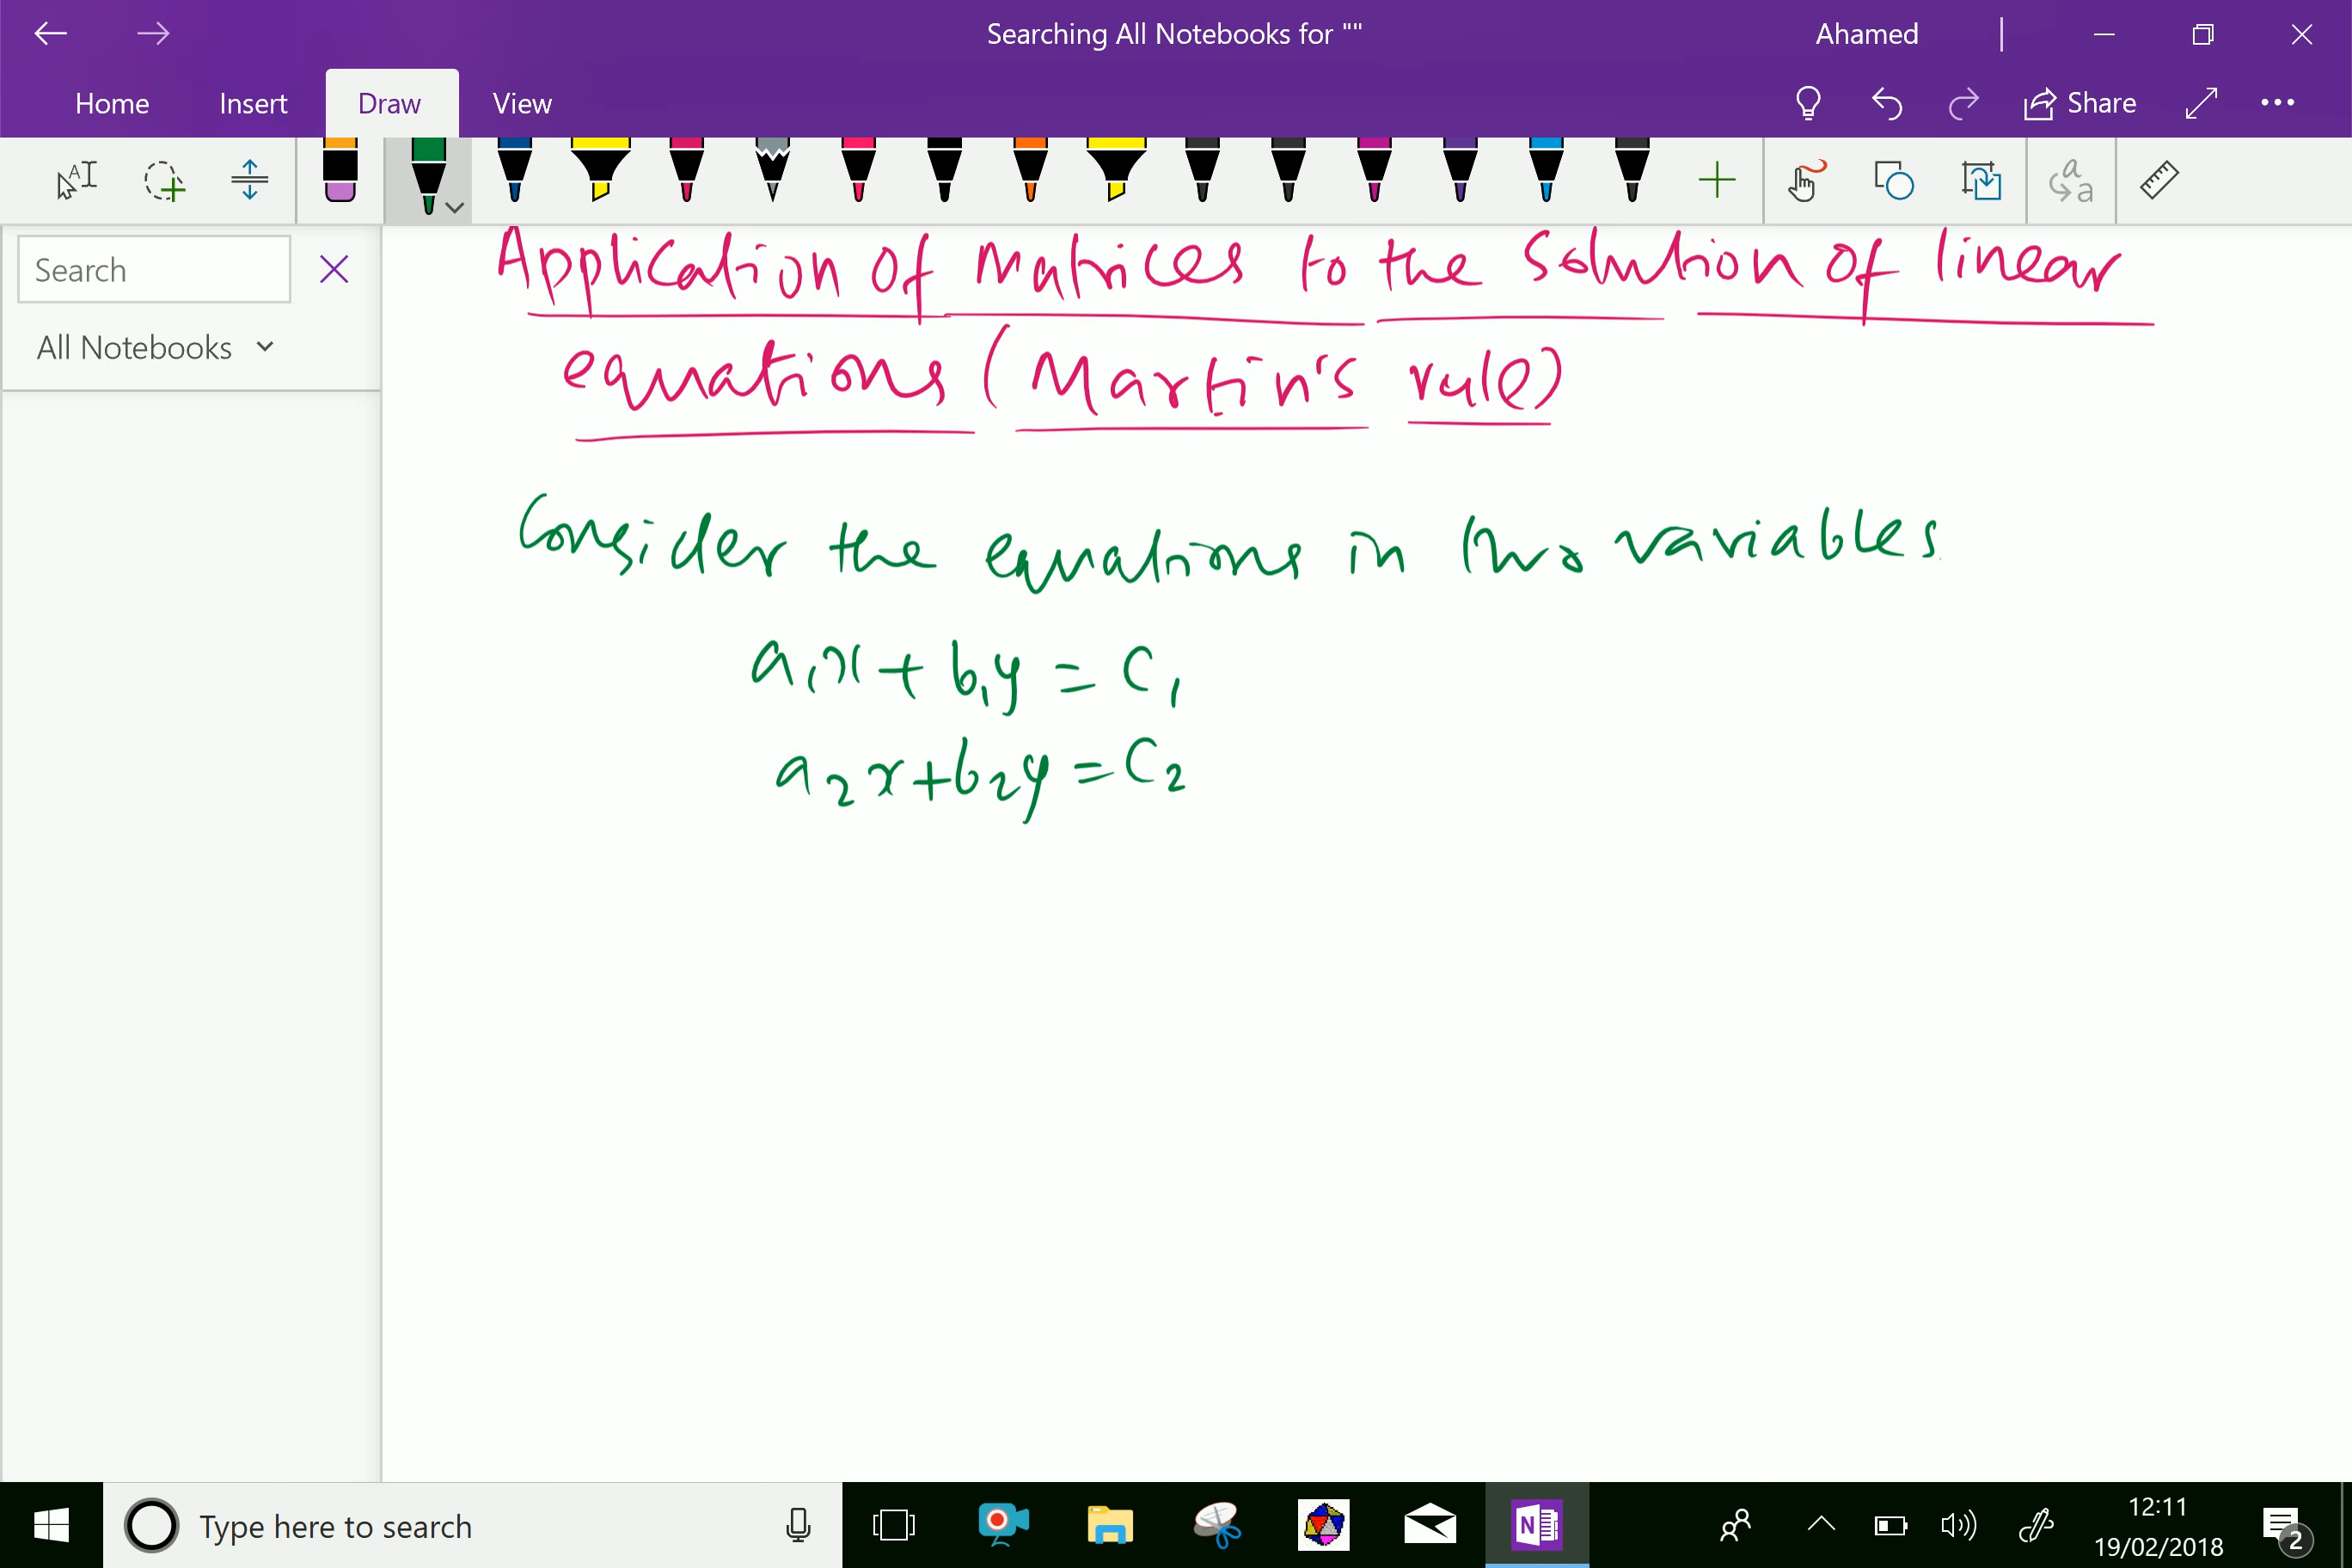 Searching All Notebooks for ""
Ahamed
Home Insert Draw View
Share
Search
All Notebooks
Application of Matrices to the solution of linear
equations (Martin's rule)
Consider the equations in two variables.
a₁x + b₁y = c₁
a₂x + b₂y = c₂
Type here to search
12:11
19/02/2018
2